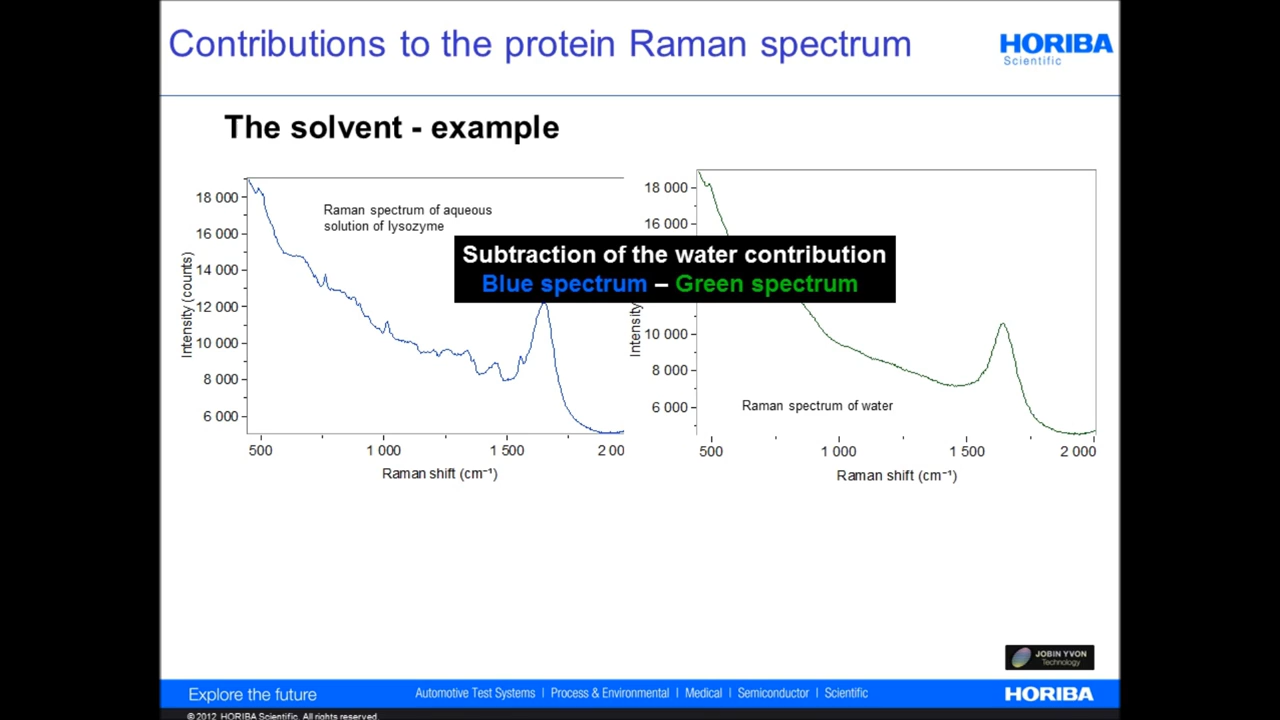 Contributions to the protein Raman spectrum
HORIBA
Scientific
The solvent - example
18 000
16 000
14 000
12 000
10 000
8 000
6 000
Intensity (counts)
Raman spectrum of aqueous
solution of lysozyme
500
1 000
1 500
2 00
Raman shift (cm⁻¹)
Subtraction of the water contribution
Blue spectrum – Green spectrum
18 000
16 000
10 000
8 000
6 000
Intensity
Raman spectrum of water
500
1 000
1 500
2 000
Raman shift (cm⁻¹)
JOBIN YVON
Technology
Explore the future
Automotive Test Systems | Process & Environmental | Medical | Semiconductor | Scientific
HORIBA
© 2012 HORIBA Scientific. All rights reserved.